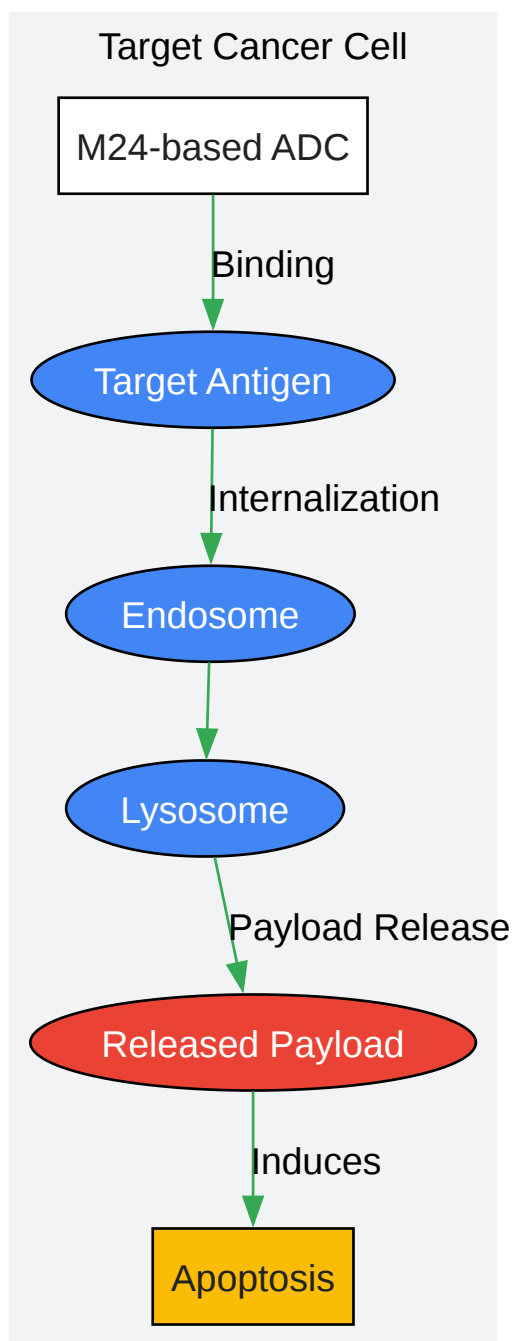 Target Cancer Cell
M24-based ADC
Binding
Target Antigen
Internalization
Endosome
Lysosome
Payload Release
Released Payload
Induces
Apoptosis